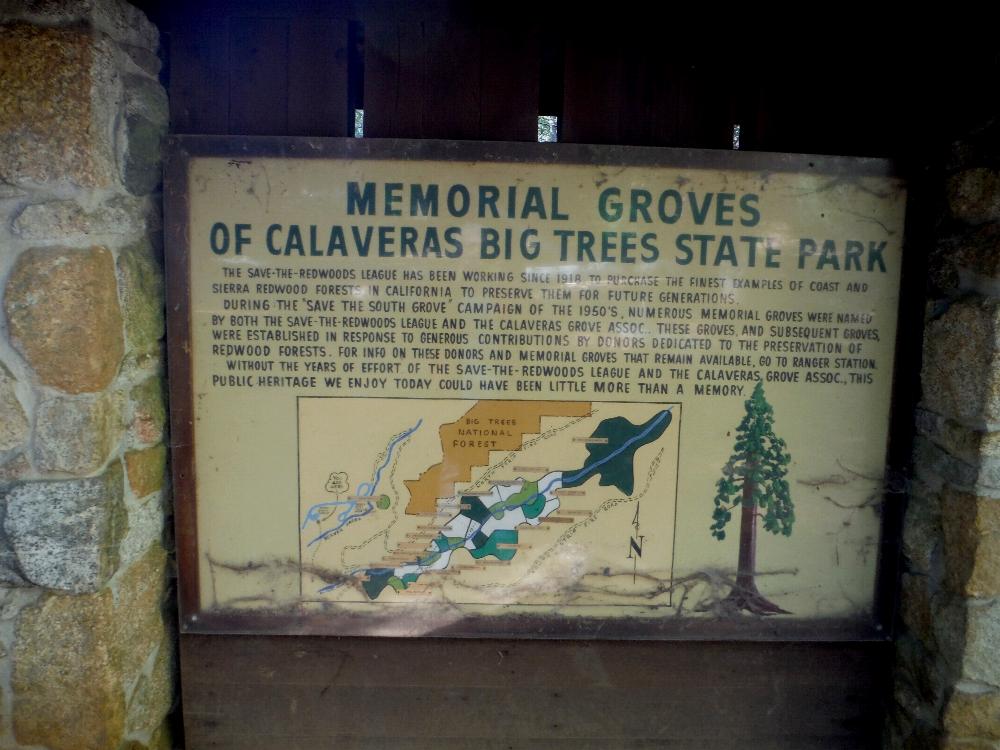 MEMORIAL GROVES
OF CALAVERAS BIG TREES STATE PARK
THE SAVE-THE-REDWOODS LEAGUE HAS BEEN WORKING SINCE 1918 TO PURCHASE THE FINEST EXAMPLES OF COAST AND
SIERRA REDWOOD FORESTS IN CALIFORNIA TO PRESERVE THEM FOR FUTURE GENERATIONS.
DURING THE "SAVE THE SOUTH GROVE" CAMPAIGN OF THE 1950'S, NUMEROUS MEMORIAL GROVES WERE NAMED
BY BOTH THE SAVE-THE-REDWOODS LEAGUE AND THE CALAVERAS GROVE ASSOC.. THESE GROVES, AND SUBSEQUENT GROVES,
WERE ESTABLISHED IN RESPONSE TO GENEROUS CONTRIBUTIONS BY DONORS DEDICATED TO THE PRESERVATION OF
REDWOOD FORESTS. FOR INFO ON THESE DONORS AND MEMORIAL GROVES THAT REMAIN AVAILABLE, GO TO RANGER STATION.
WITHOUT THE YEARS OF EFFORT OF THE SAVE-THE-REDWOODS LEAGUE AND THE CALAVERAS GROVE ASSOC., THIS
PUBLIC HERITAGE WE ENJOY TODAY COULD HAVE BEEN LITTLE MORE THAN A MEMORY.
BIG TREES
NATIONAL
FOREST
N